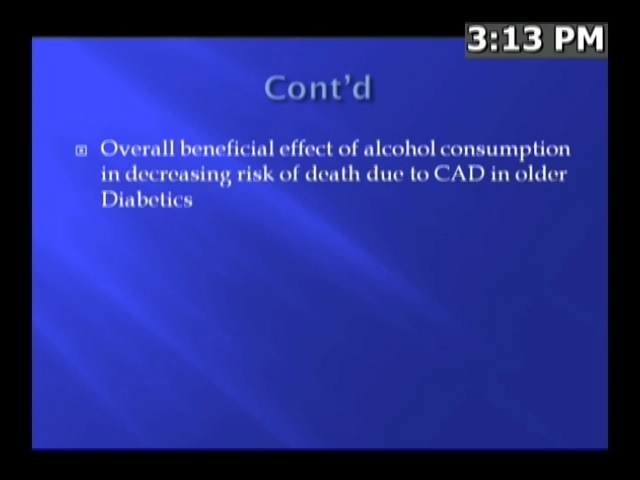 3:13 PM
Cont'd
Overall beneficial effect of alcohol consumption
in decreasing risk of death due to CAD in older
Diabetics